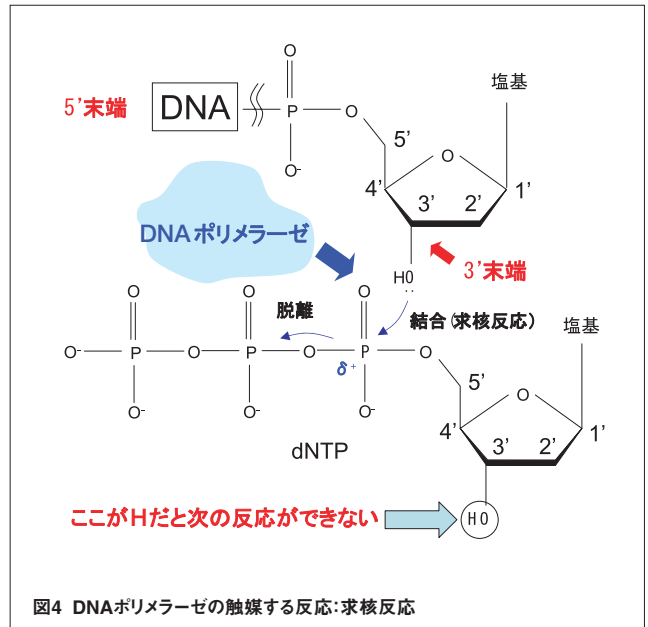 O
塩基
5’末端
DNA
P
O
5’
O-
O
4’
1’
3’
2’
DNAポリメラーゼ
HO
3’末端
O
O
O
脱離
結合(求核反応)
塩基
O-
P
O
P
O
P
O
δ+
5’
O-
O-
O-
O
4’
1’
3’
2’
dNTP
ここがHだと次の反応ができない
HO
図4 DNAポリメラーゼの触媒する反応:求核反応